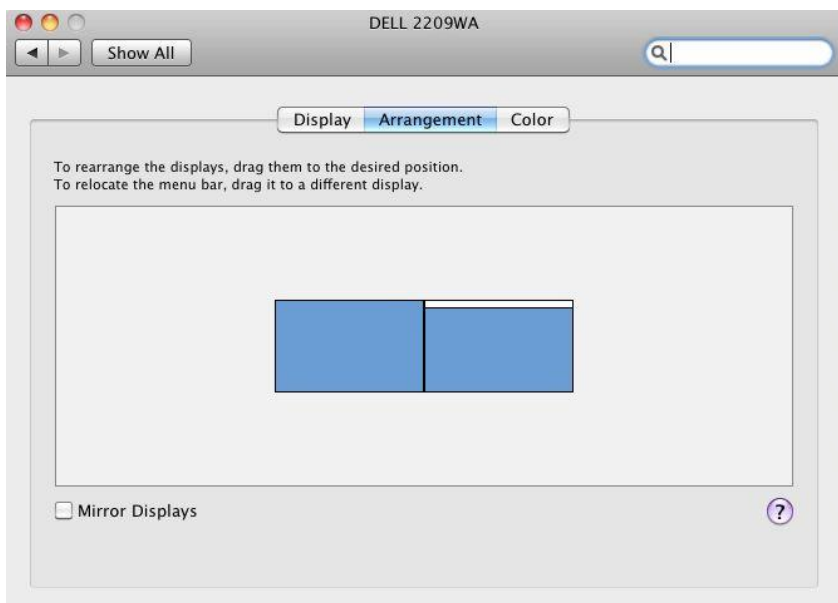 DELL 2209WA
Show All
Display Arrangement Color
To rearrange the displays, drag them to the desired position.
To relocate the menu bar, drag it to a different display.
Mirror Displays
?